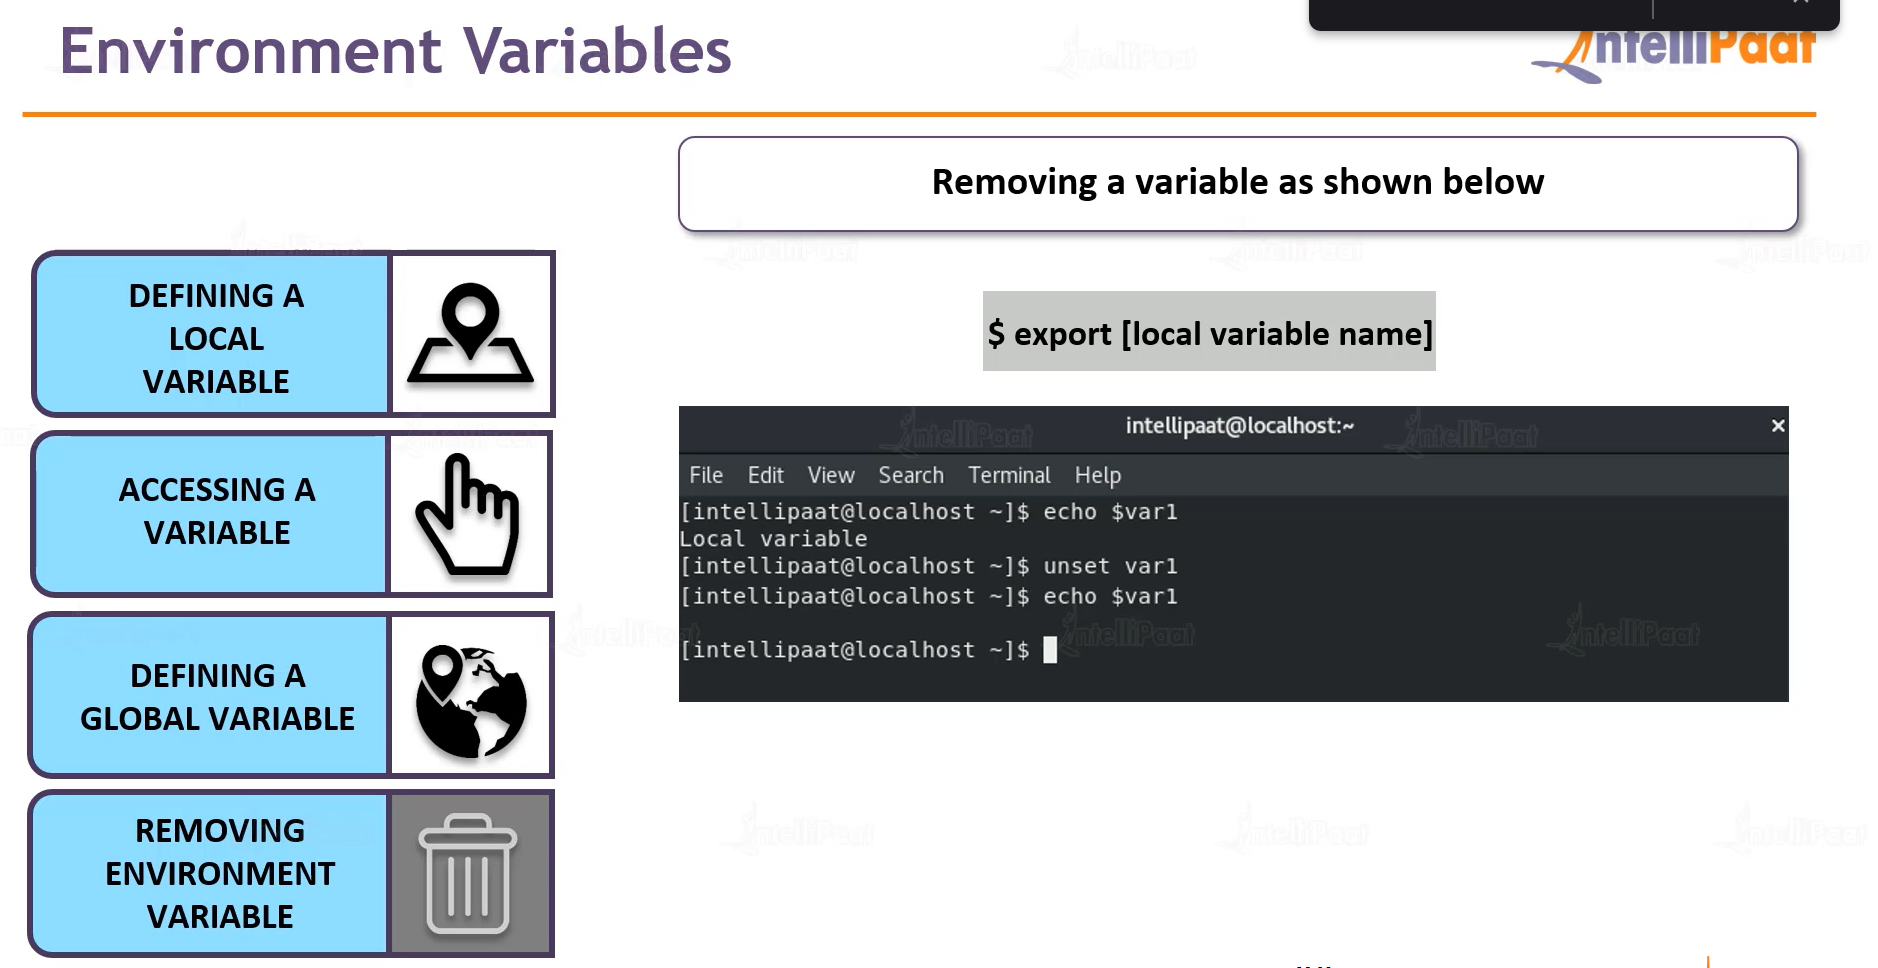 Environment Variables
IntelliPaat
Removing a variable as shown below
DEFINING A
LOCAL
VARIABLE
$ export [local variable name]
ACCESSING A
VARIABLE
intellipaat@localhost:~
×
File Edit View Search Terminal Help
[intellipaat@localhost ~]$ echo $var1
Local variable
[intellipaat@localhost ~]$ unset var1
[intellipaat@localhost ~]$ echo $var1
[intellipaat@localhost ~]$
DEFINING A
GLOBAL VARIABLE
REMOVING
ENVIRONMENT
VARIABLE